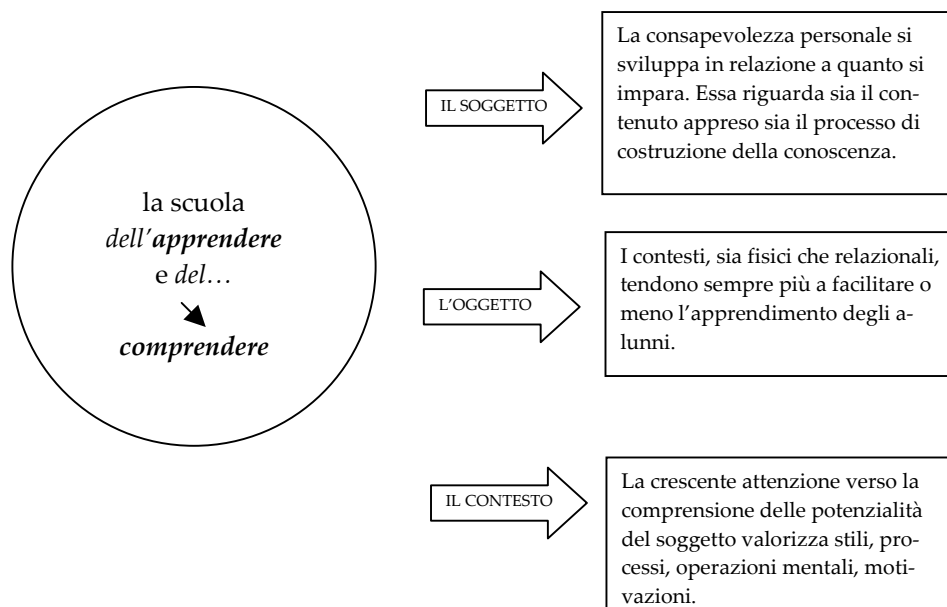 la scuola
dell'apprendere
e del…
comprendere
IL SOGGETTO
La consapevolezza personale si
sviluppa in relazione a quanto si
impara. Essa riguarda sia il con-
tenuto appreso sia il processo di
costruzione della conoscenza.
L'OGGETTO
I contesti, sia fisici che relazionali,
tendono sempre più a facilitare o
meno l'apprendimento degli a-
lunni.
IL CONTESTO
La crescente attenzione verso la
comprensione delle potenzialità
del soggetto valorizza stili, pro-
cessi, operazioni mentali, moti-
vazioni.